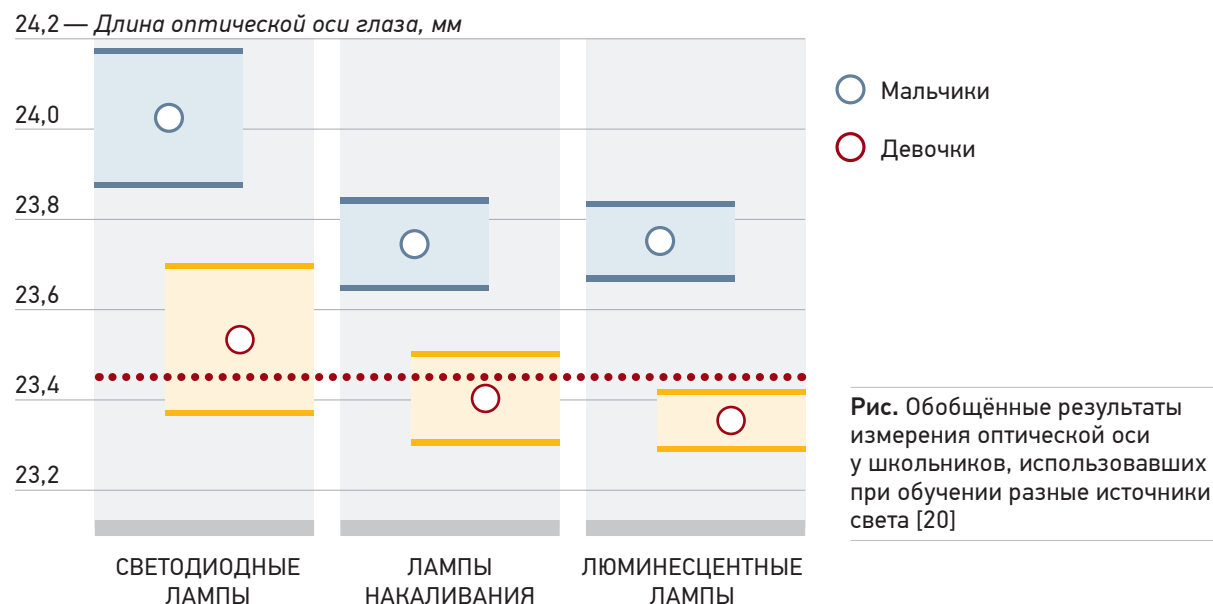 24,2 — Длина оптической оси глаза, мм
24,0
23,8
23,6
23,4
23,2
СВЕТОДИОДНЫЕ
ЛАМПЫ
ЛАМПЫ
НАКАЛИВАНИЯ
ЛЮМИНЕСЦЕНТНЫЕ
ЛАМПЫ
Мальчики
Девочки
Рис. Обобщённые результаты
измерения оптической оси
у школьников, использовавших
при обучении разные источники
света [20]